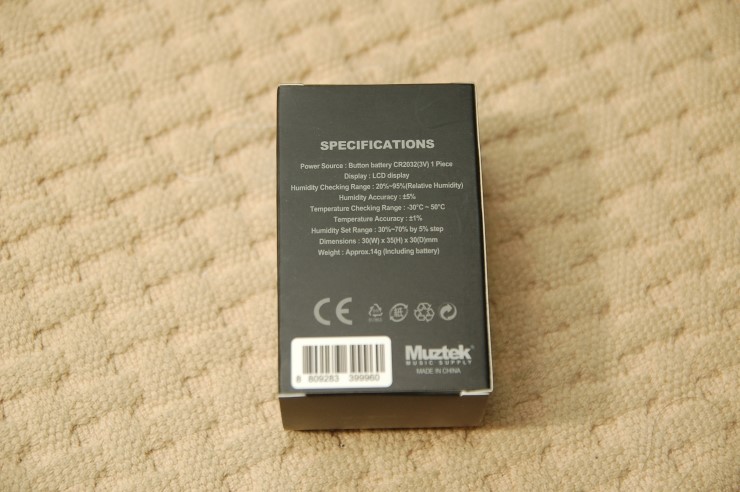 SPECIFICATIONS
Power Source : Button battery CR2032(3V) 1 Piece
Display : LCD display
Humidity Checking Range : 20%~95%(Relative Humidity)
Humidity Accuracy : ±5%
Temperature Checking Range : -30°C ~ 50°C
Temperature Accuracy : ±1%
Humidity Set Range : 30%~70% by 5% step
Dimensions : 30(W) x 35(H) x 30(D)mm
Weight : Approx.14g (Including battery)
CE
8 809283 399960
Muztek
MUSIC SUPPLY
MADE IN CHINA